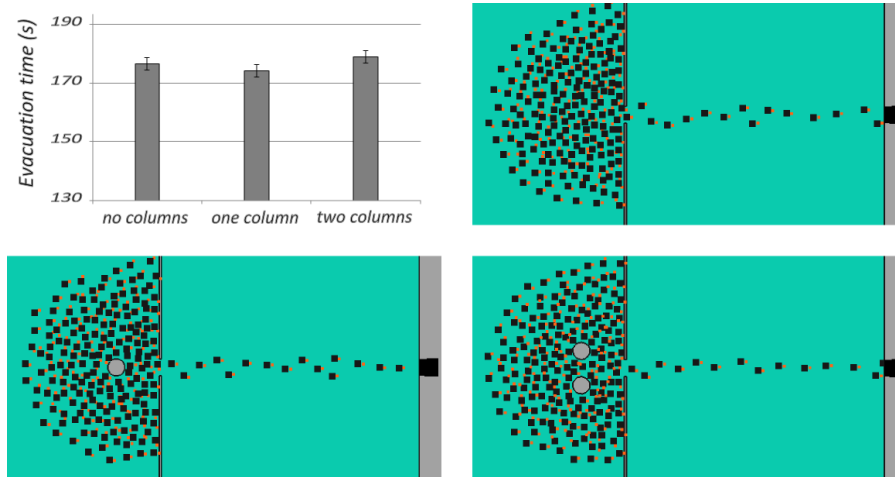 Evacuation time (s)
190
170
150
130
no columns
one column
two columns